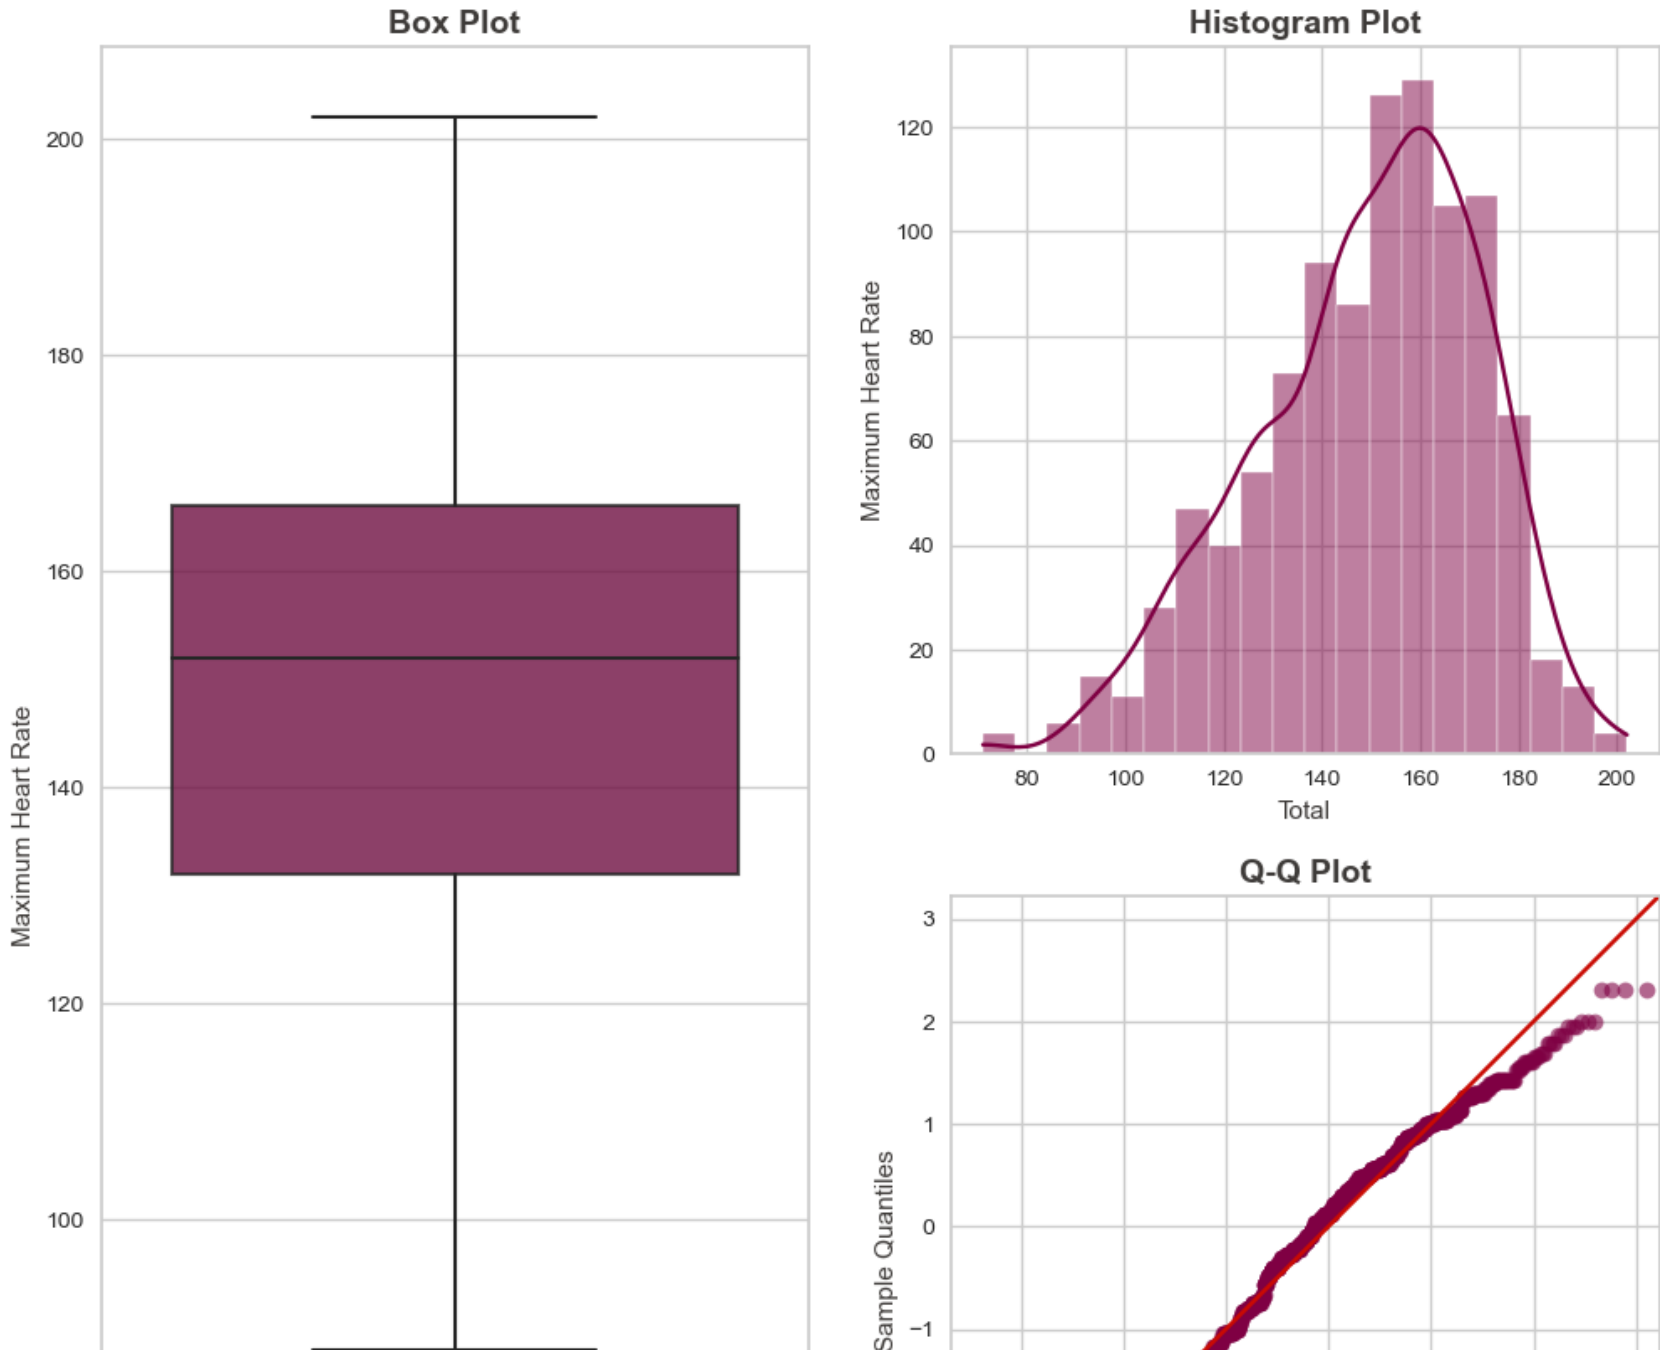 Box Plot
200
180
160
140
120
100
Maximum Heart Rate
Histogram Plot
120
100
80
60
40
20
0
Maximum Heart Rate
80 100 120 140 160 180 200
Total
Q-Q Plot
3
2
1
0
−1
Sample Quantiles